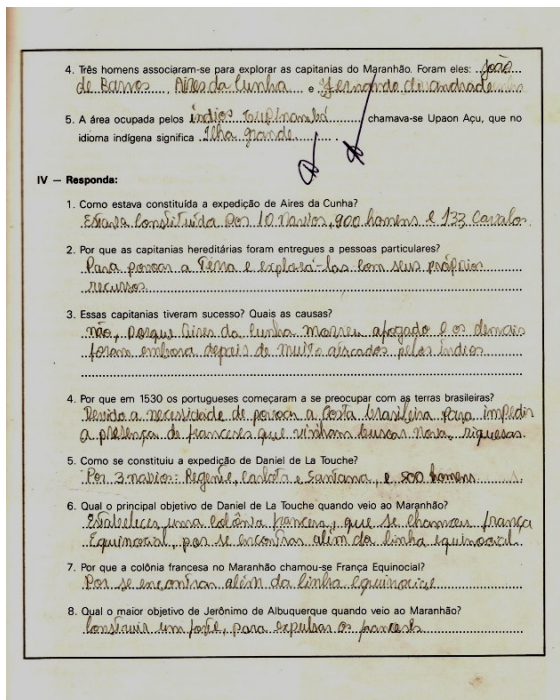 4. Três homens associaram-se para explorar as capitanias do Maranhão. Foram eles: João
de Barros, Aires da Cunha e Fernando de andrade
5. A área ocupada pelos índios Tupinambá chamava-se Upaon Açu, que no
idioma indígena significa Ilha grande
IV — Responda:
1. Como estava constituída a expedição de Aires da Cunha?
Estava constituída por 10 navios, 900 homens e 133 cavalos.
2. Por que as capitanias hereditárias foram entregues a pessoas particulares?
Para povoar a Terra e explorá-las com seus próprios
recursos
3. Essas capitanias tiveram sucesso? Quais as causas?
não, porque Aires da Cunha morreu afogado e os demais
foram embora depois de muito atacados pelos índios
4. Por que em 1530 os portugueses começaram a se preocupar com as terras brasileiras?
Devido a necessidade de povoar a Costa brasileira para impedir
a presença de franceses que vinham buscar nova, riquesas.
5. Como se constituiu a expedição de Daniel de La Touche?
Por 3 navios: Regente, Carlota e Santana, e 500 homens
6. Qual o principal objetivo de Daniel de La Touche quando veio ao Maranhão?
Estabelecer uma colônia francesa, que se chamou frança
Equinocial, por se encontrar além da linha equinocial.
7. Por que a colônia francesa no Maranhão chamou-se França Equinocial?
Por se encontrar além da linha equinocial
8. Qual o maior objetivo de Jerônimo de Albuquerque quando veio ao Maranhão?
Construir um forte, para expulsar os franceses